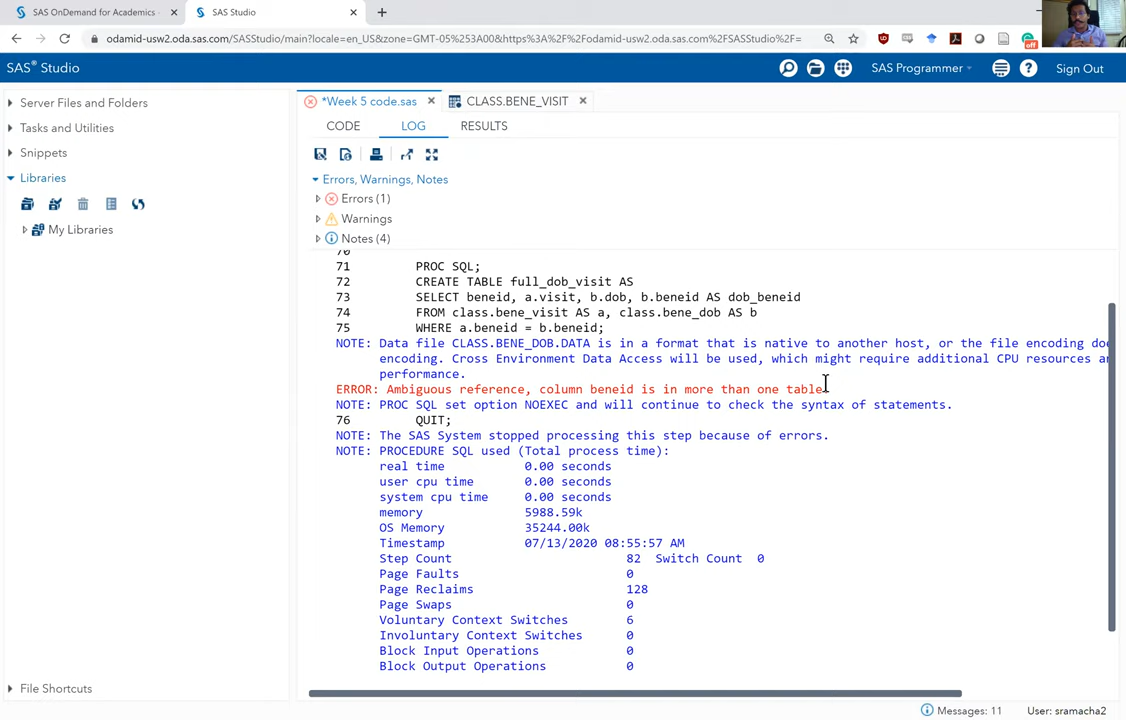 SAS OnDemand for Academics
SAS Studio
odamid-usw2.oda.sas.com/SASStudio/main?locale=en_US&zone=GMT-05%253A00&https%3A%2F%2Fodamid-usw2.oda.sas.com%2FSASStudio%2F=
SAS® Studio
SAS Programmer
Sign Out
Server Files and Folders
Tasks and Utilities
Snippets
Libraries
My Libraries
File Shortcuts
*Week 5 code.sas
CLASS.BENE_VISIT
CODE LOG RESULTS
Errors, Warnings, Notes
Errors (1)
Warnings
Notes (4)
70
71 PROC SQL;
72 CREATE TABLE full_dob_visit AS
73 SELECT beneid, a.visit, b.dob, b.beneid AS dob_beneid
74 FROM class.bene_visit AS a, class.bene_dob AS b
75 WHERE a.beneid = b.beneid;
NOTE: Data file CLASS.BENE_DOB.DATA is in a format that is native to another host, or the file encoding do
encoding. Cross Environment Data Access will be used, which might require additional CPU resources a
performance.
ERROR: Ambiguous reference, column beneid is in more than one table
NOTE: PROC SQL set option NOEXEC and will continue to check the syntax of statements.
76 QUIT;
NOTE: The SAS System stopped processing this step because of errors.
NOTE: PROCEDURE SQL used (Total process time):
real time 0.00 seconds
user cpu time 0.00 seconds
system cpu time 0.00 seconds
memory 5988.59k
OS Memory 35244.00k
Timestamp 07/13/2020 08:55:57 AM
Step Count 82 Switch Count 0
Page Faults 0
Page Reclaims 128
Page Swaps 0
Voluntary Context Switches 6
Involuntary Context Switches 0
Block Input Operations 0
Block Output Operations 0
Messages: 11
User: sramacha2
off